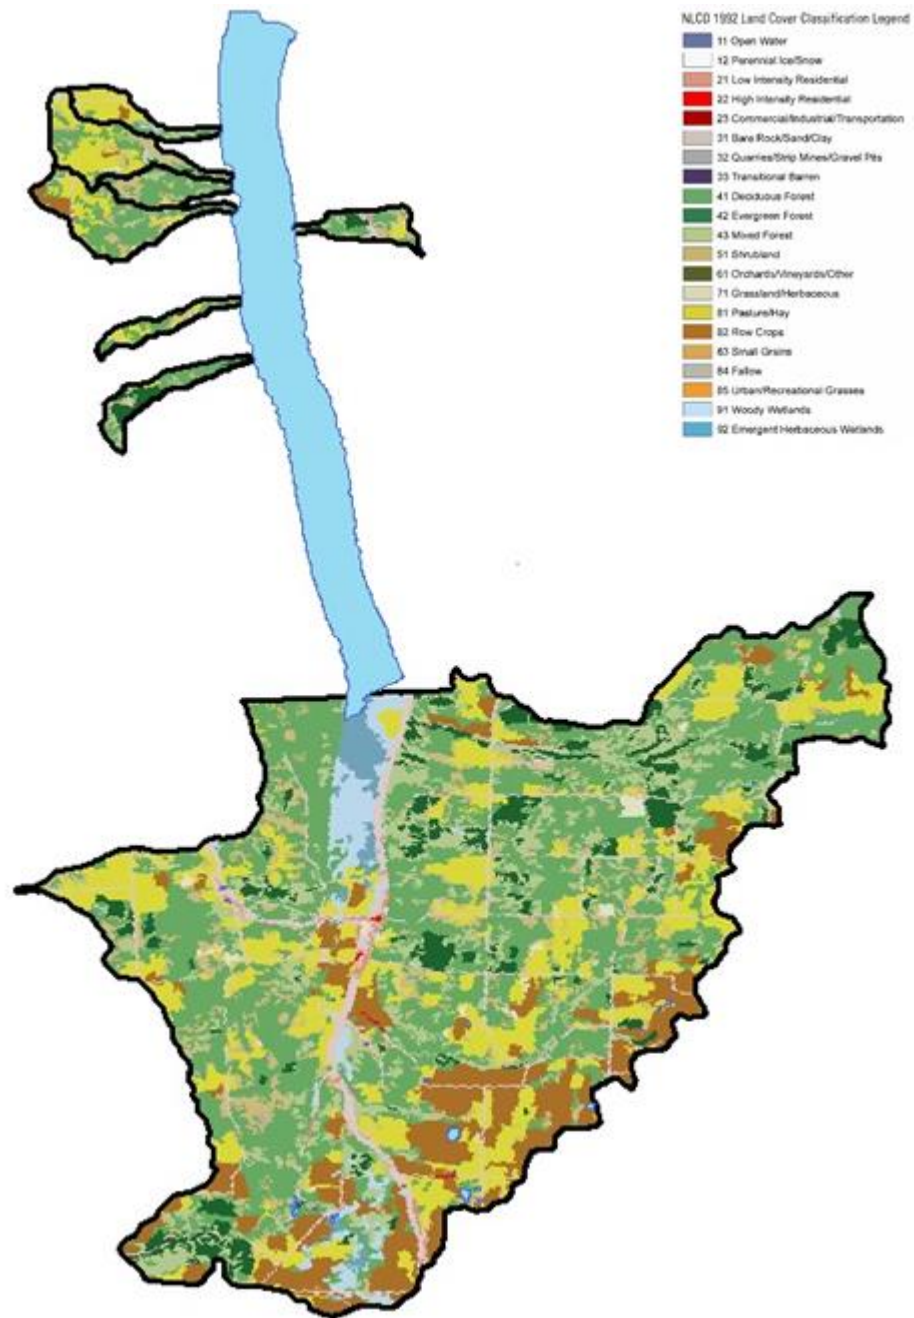 NLCD 1992 Land Cover Classification Legend
11 Open Water
12 Perennial Ice/Snow
21 Low Intensity Residential
22 High Intensity Residential
23 Commercial/Industrial/Transportation
31 Bare Rock/Sand/Clay
32 Quarries/Strip Mines/Gravel Pits
33 Transitional Barren
41 Deciduous Forest
42 Evergreen Forest
43 Mixed Forest
51 Shrubland
61 Orchards/Vineyards/Other
71 Grassland/Herbaceous
81 Pasture/Hay
82 Row Crops
83 Small Grains
84 Fallow
85 Urban/Recreational Grasses
91 Woody Wetlands
92 Emergent Herbaceous Wetlands